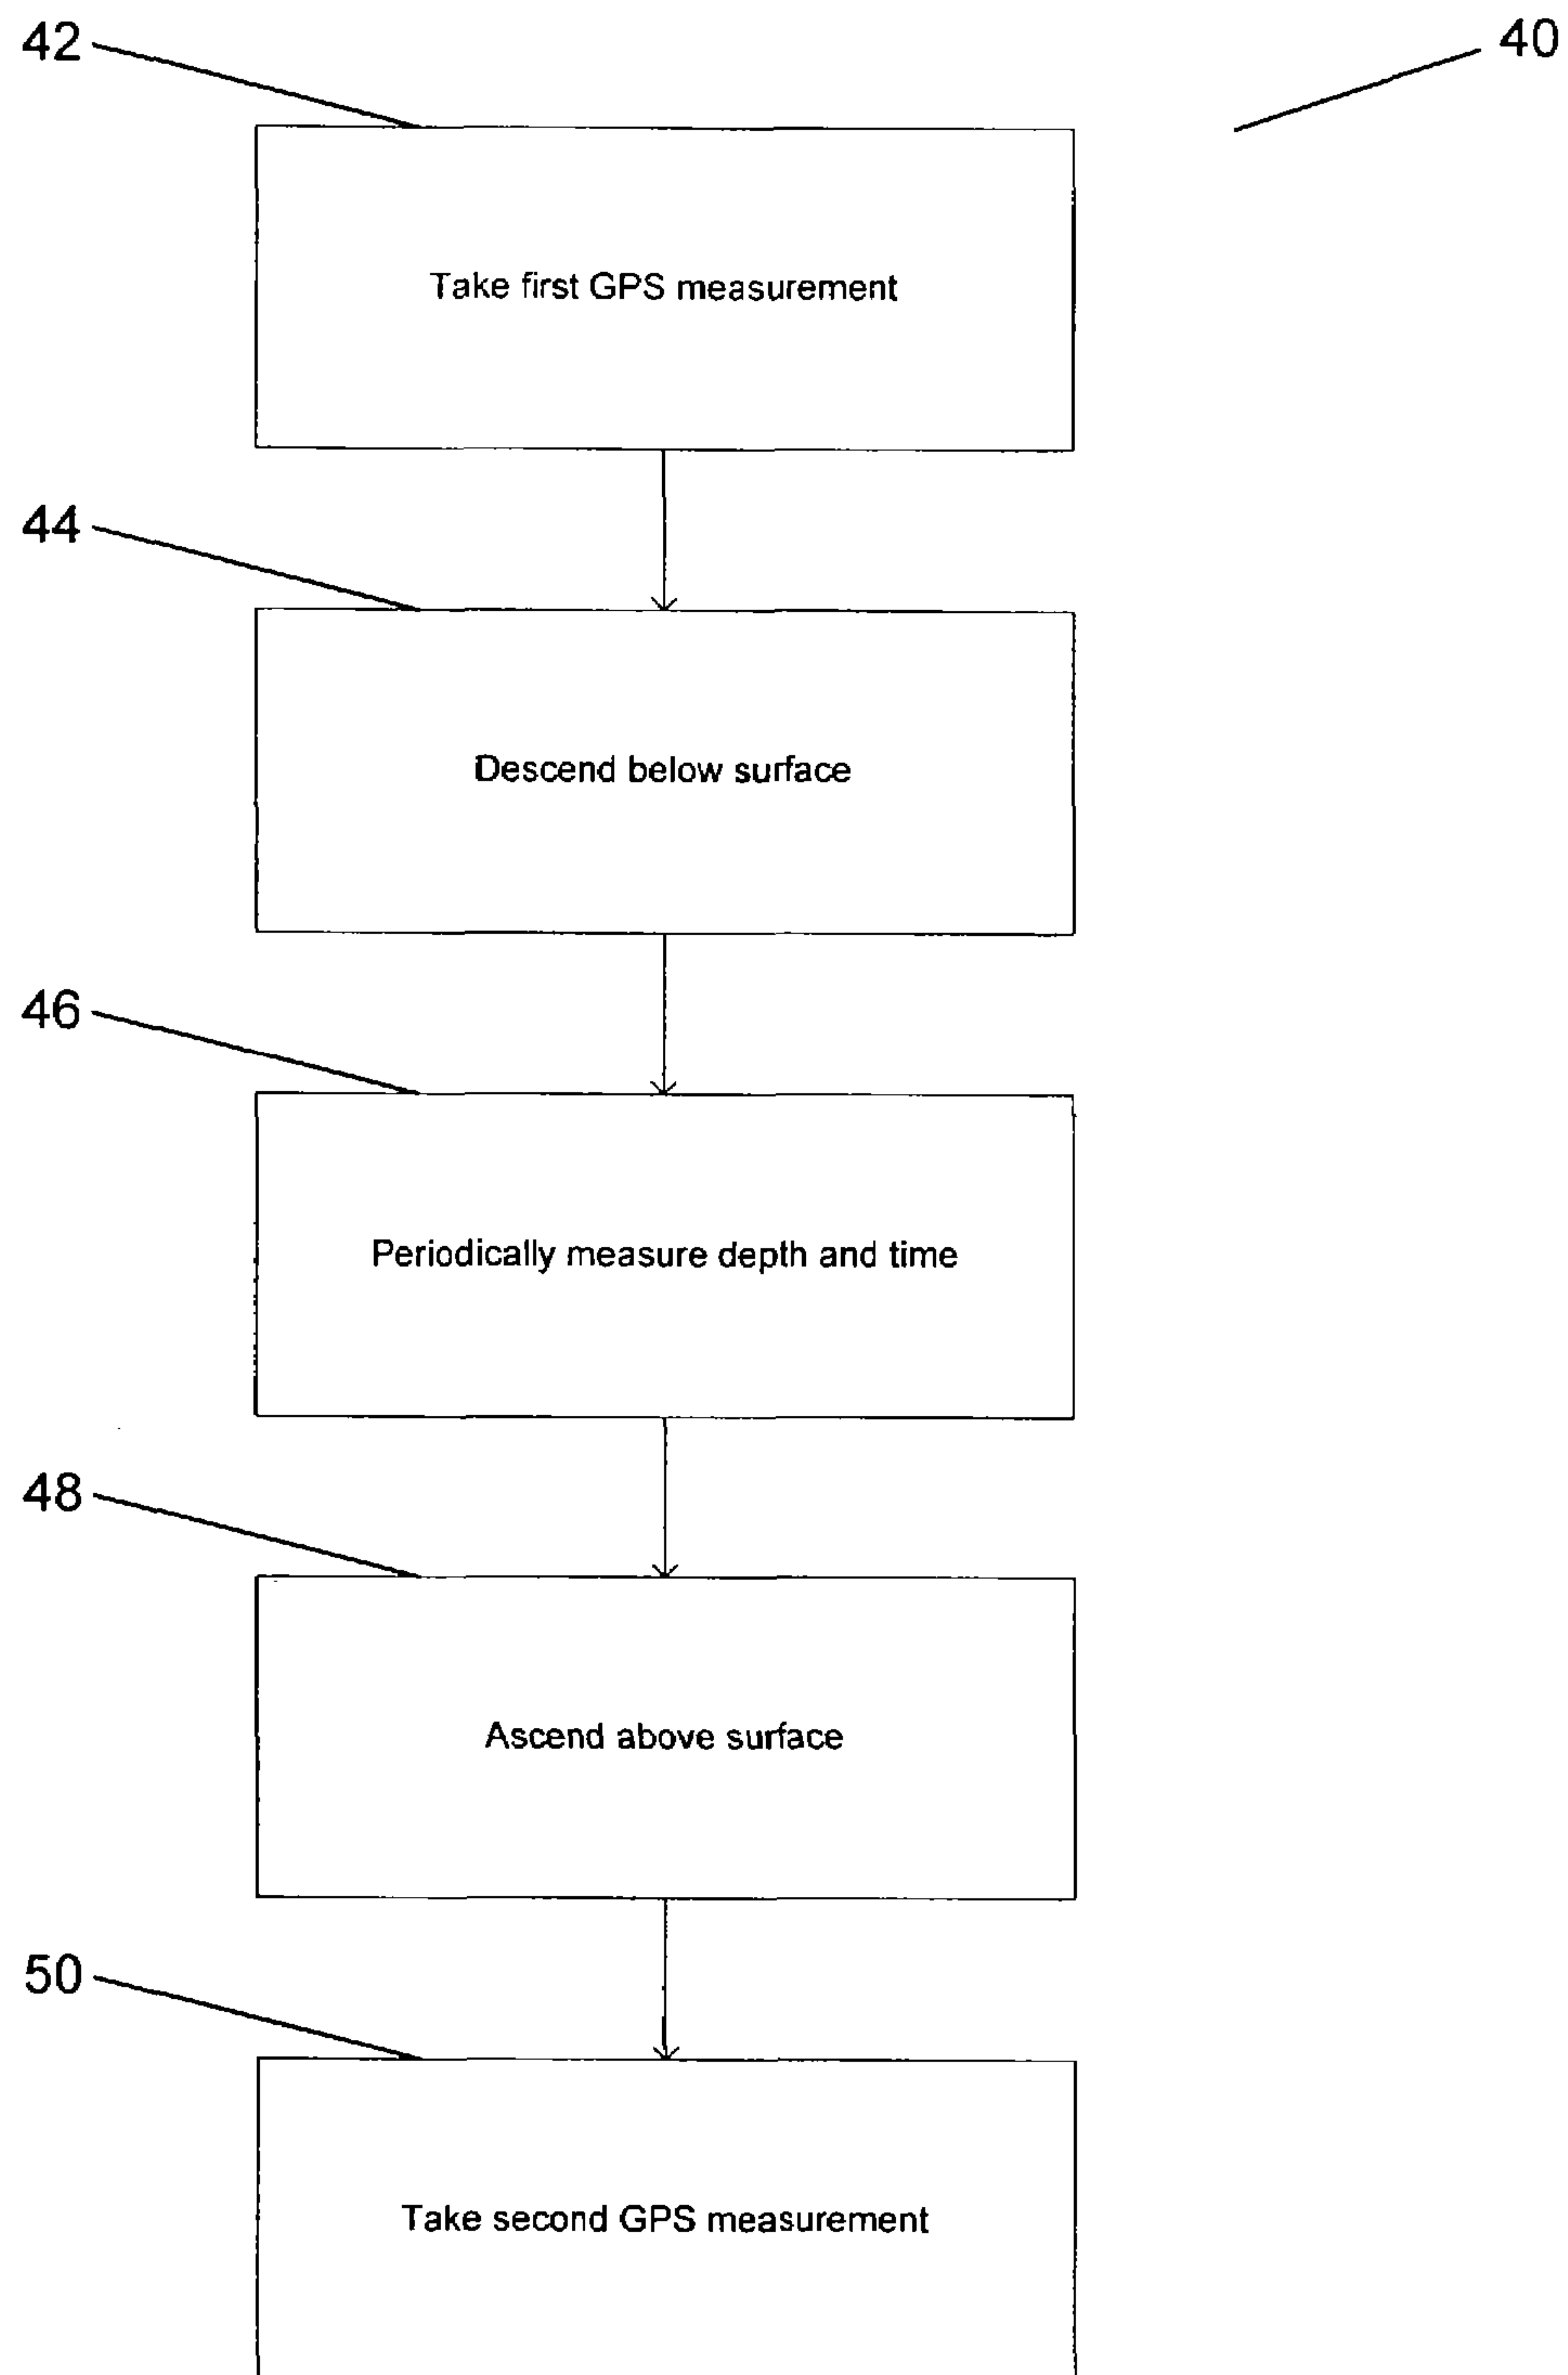 42
40
Take first GPS measurement
44
Descend below surface
46
Periodically measure depth and time
48
Ascend above surface
50
Take second GPS measurement